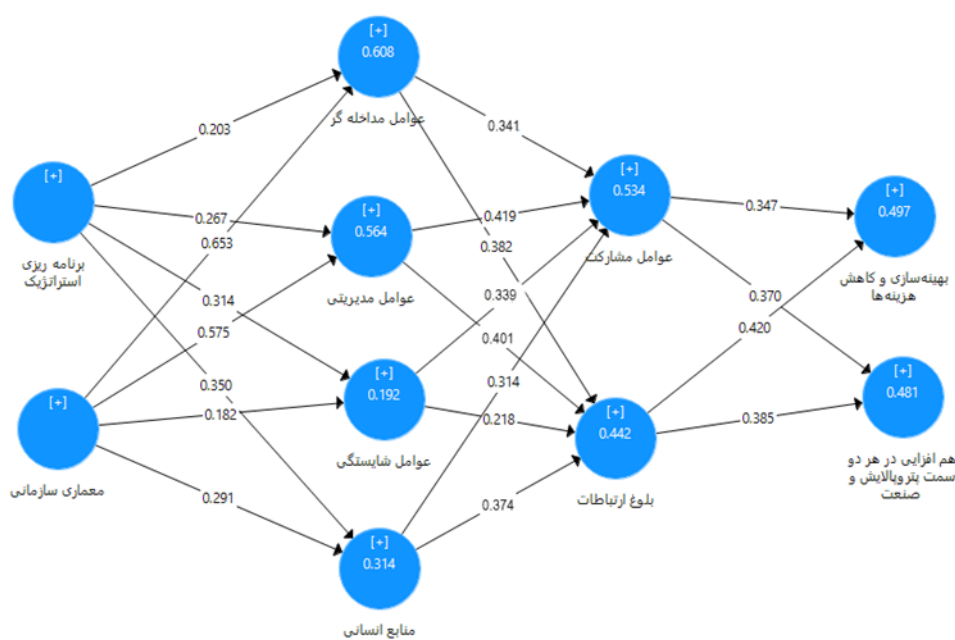 [+]
0.608
عوامل مداخله گر
0.203
0.341
[+]
برنامه ریزی
استراتژیک
0.267
0.653
[+]
0.564
عوامل مدیریتی
0.419
0.382
[+]
0.534
عوامل مشارکت
0.347
[+]
0.497
بهینه‌سازی و کاهش
هزینه‌ها
0.314
0.575
0.339
0.401
0.370
0.420
0.350
0.182
[+]
0.192
عوامل شایستگی
0.314
0.218
[+]
معماری سازمانی
0.291
[+]
0.442
بلوغ ارتباطات
0.385
[+]
0.481
هم افزایی در هر دو
سمت پتروپالایش و
صنعت
0.374
[+]
0.314
منابع انسانی